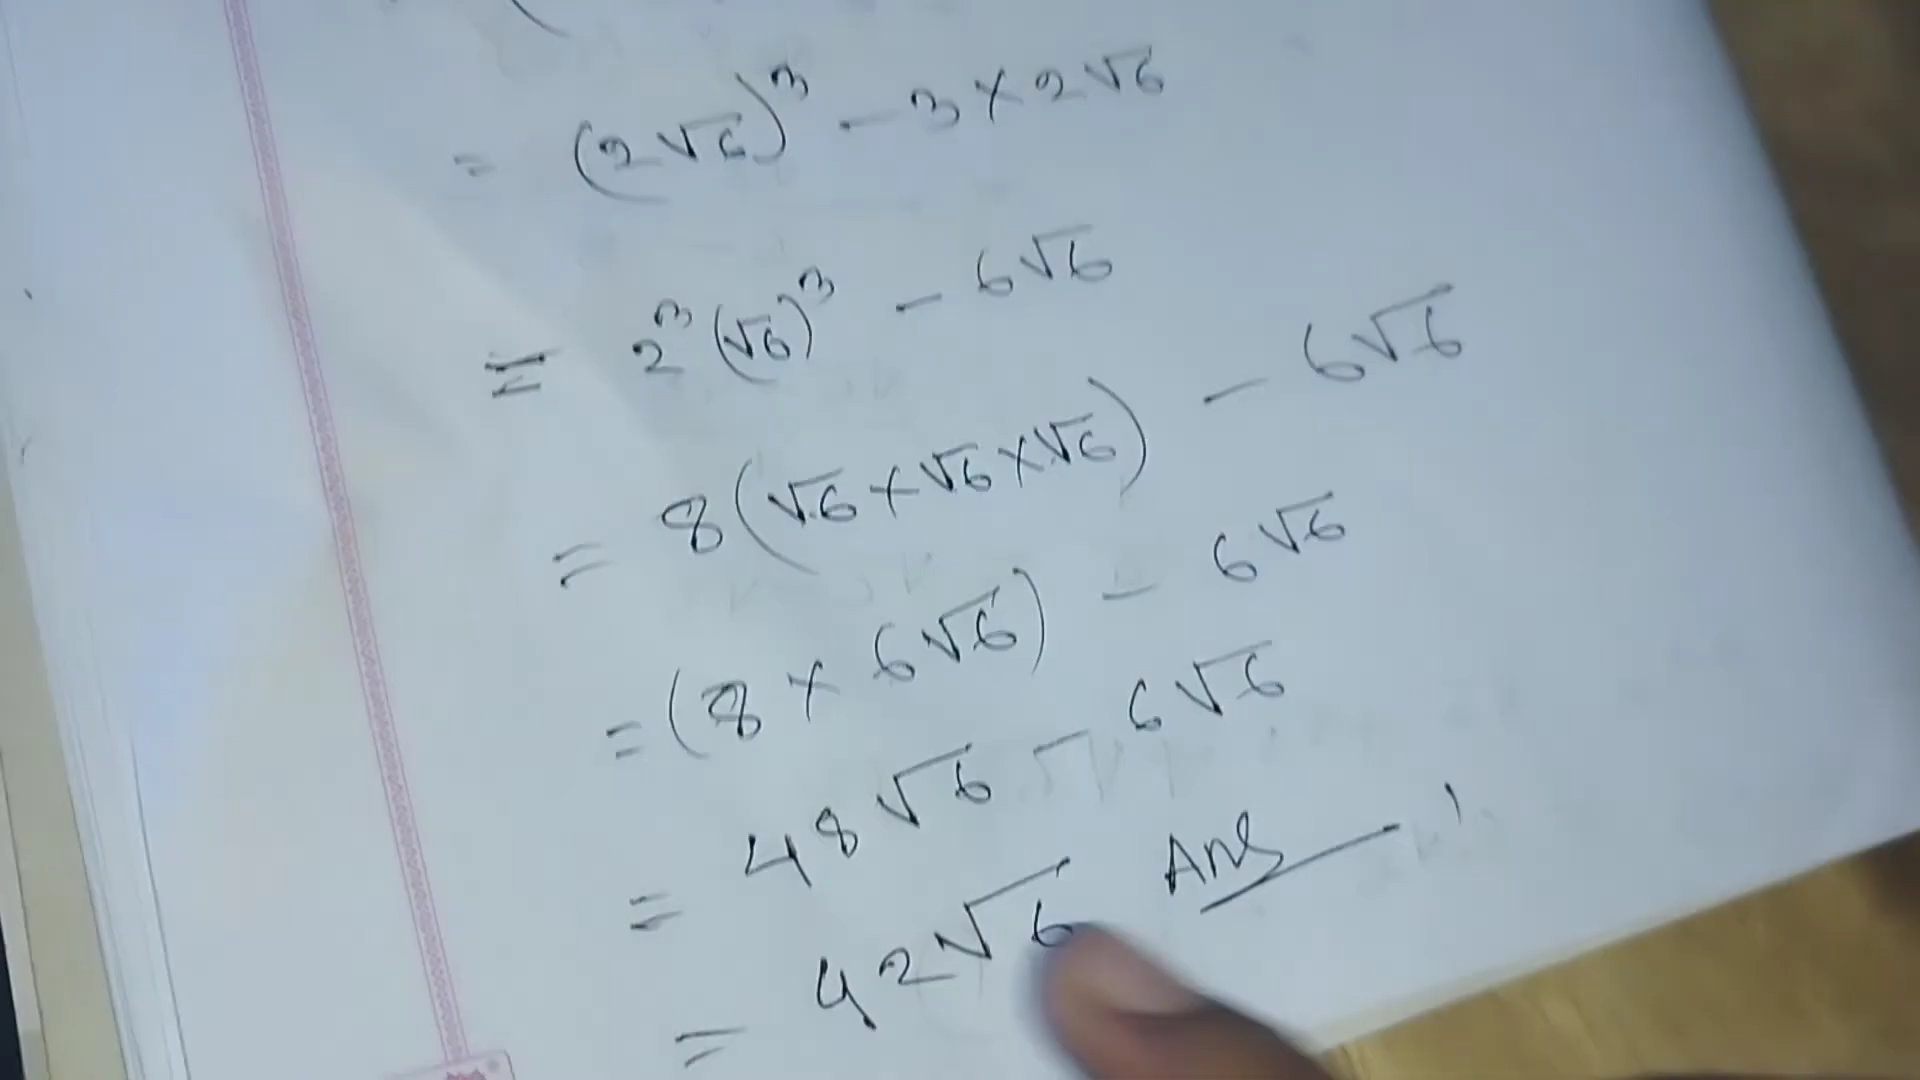 = (2√6)³ - 3 × 2√6
= 2³(√6)³ - 6√6
= 8(√6 × √6 × √6) - 6√6
= (8 × 6√6) - 6√6
= 48√6 - 6√6
= 42√6 Ans